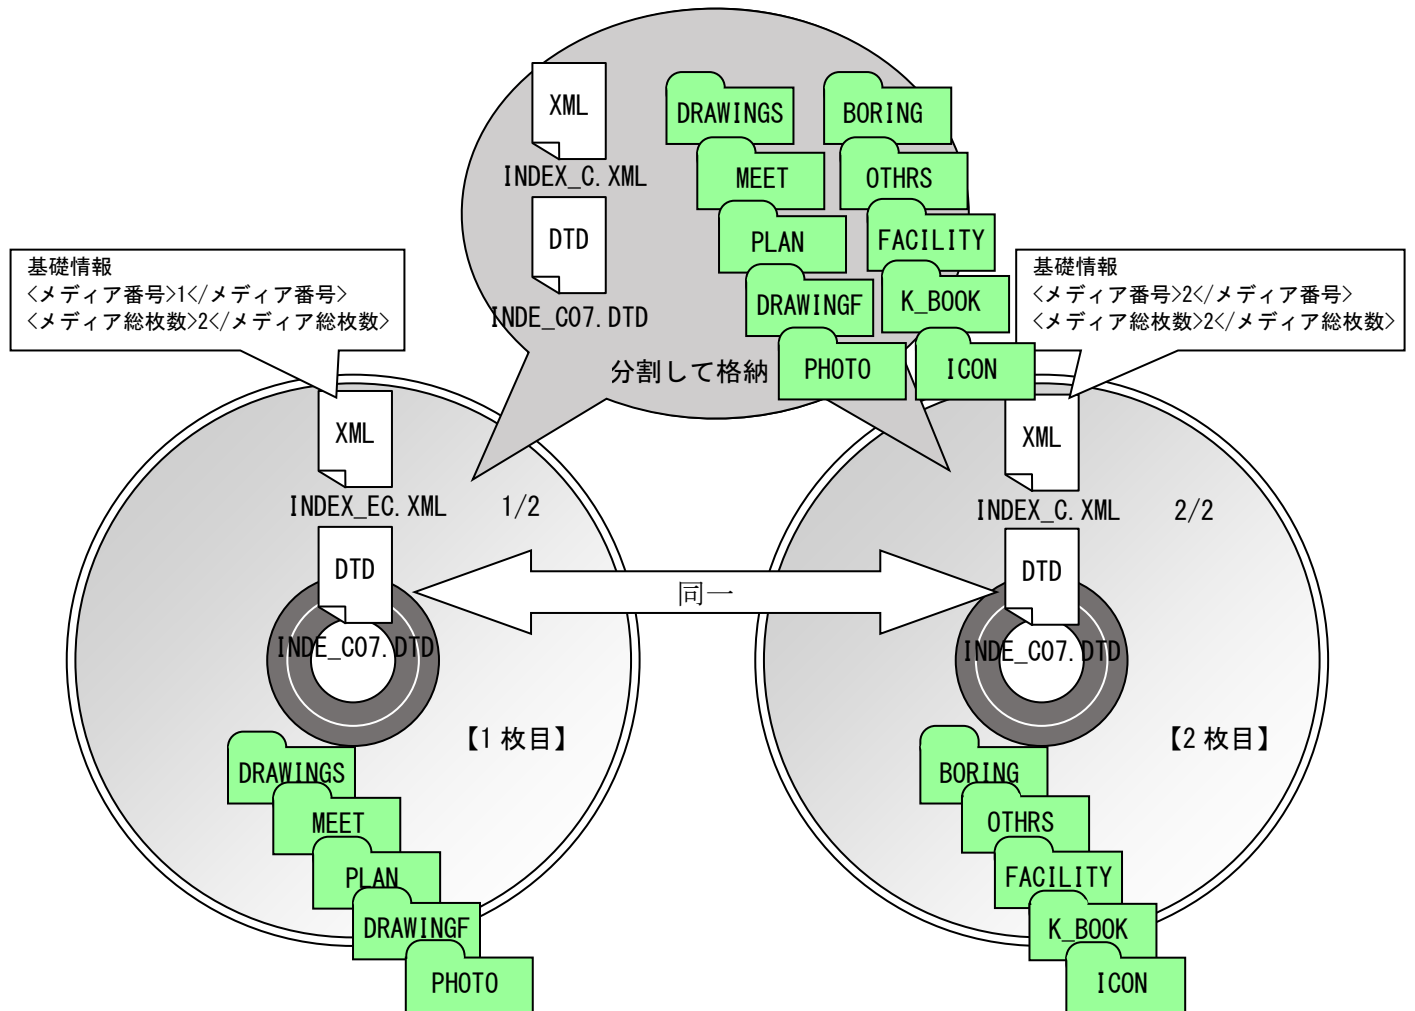 XML
INDEX_C.XML
DTD
INDE_C07.DTD
DRAWINGS
MEET
PLAN
DRAWINGF
PHOTO
BORING
OTHRS
FACILITY
K_BOOK
ICON
分割して格納
基礎情報
<メディア番号>1</メディア番号>
<メディア総枚数>2</メディア総枚数>
基礎情報
<メディア番号>2</メディア番号>
<メディア総枚数>2</メディア総枚数>
XML
INDEX_EC.XML 1/2
DTD
INDE_C07.DTD
【1枚目】
DRAWINGS
MEET
PLAN
DRAWINGF
PHOTO
同一
XML
INDEX_C.XML 2/2
DTD
INDE_C07.DTD
【2枚目】
BORING
OTHRS
FACILITY
K_BOOK
ICON